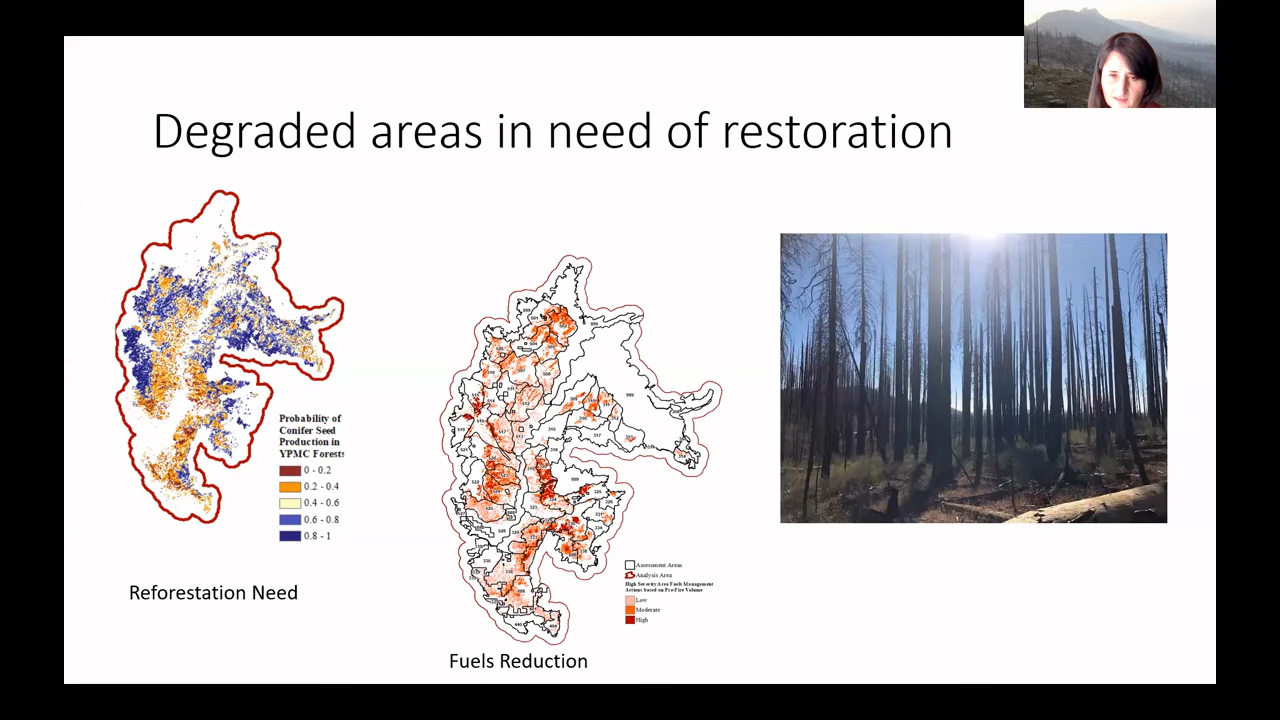 Degraded areas in need of restoration
Probability of
Conifer Seed
Production in
YPMC Forests
0 - 0.2
0.2 - 0.4
0.4 - 0.6
0.6 - 0.8
0.8 - 1
Reforestation Need
Assessment Areas
Analysis Area
High Severity Area Fuels Management
Actions based on Pre-Fire Volume
Low
Moderate
High
Fuels Reduction